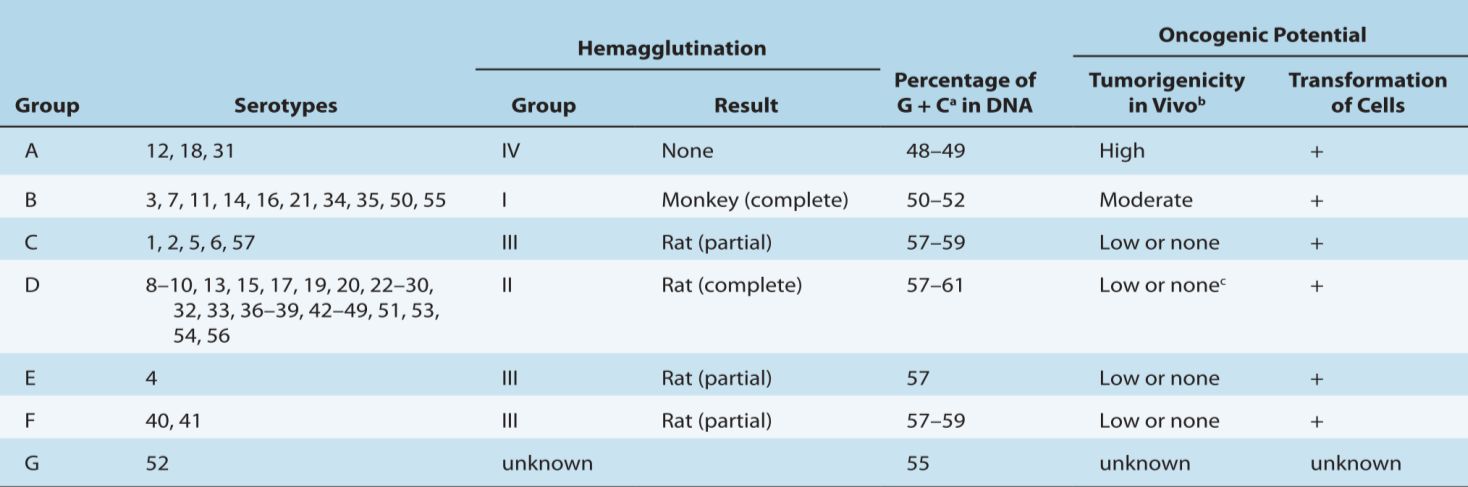 Hemagglutination Oncogenic Potential
Group Serotypes Group Result Percentage of G + Cᵃ in DNA Tumorigenicity in Vivoᵇ Transformation of Cells
A 12, 18, 31 IV None 48–49 High +
B 3, 7, 11, 14, 16, 21, 34, 35, 50, 55 I Monkey (complete) 50–52 Moderate +
C 1, 2, 5, 6, 57 III Rat (partial) 57–59 Low or none +
D 8–10, 13, 15, 17, 19, 20, 22–30, II Rat (complete) 57–61 Low or noneᶜ +
32, 33, 36–39, 42–49, 51, 53,
54, 56
E 4 III Rat (partial) 57 Low or none +
F 40, 41 III Rat (partial) 57–59 Low or none +
G 52 unknown 55 unknown unknown